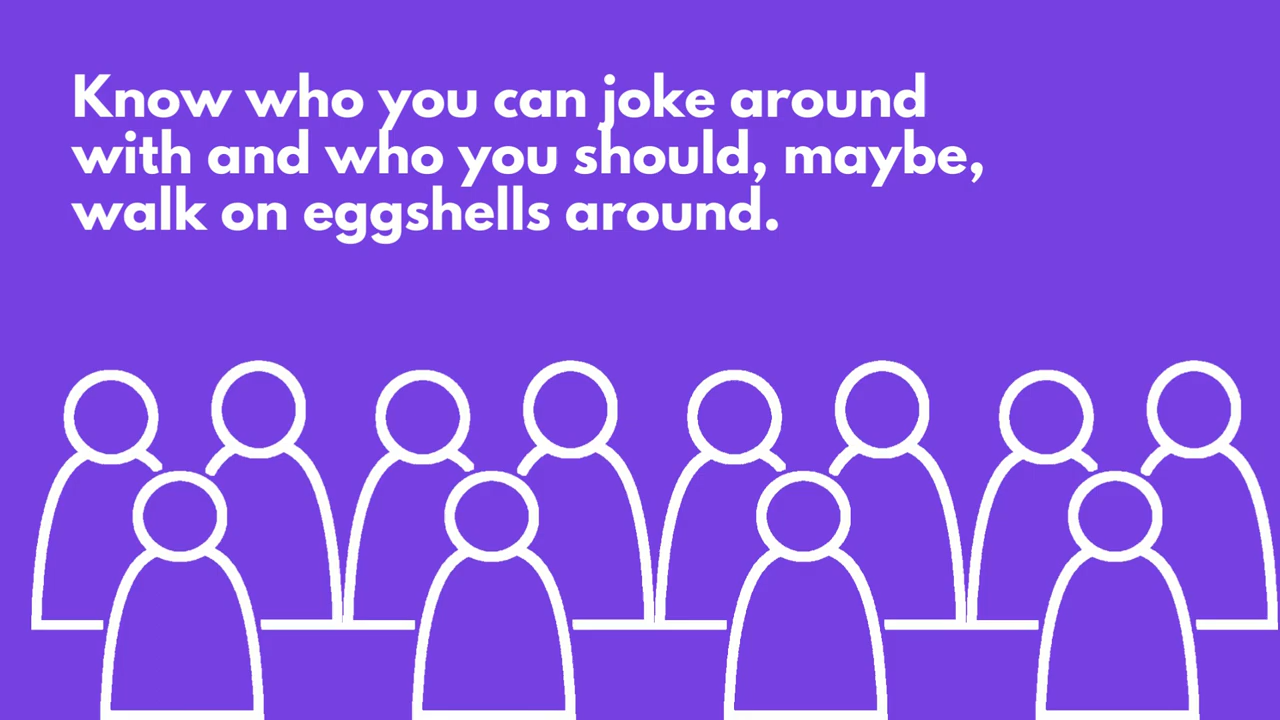 Know who you can joke around
with and who you should, maybe,
walk on eggshells around.